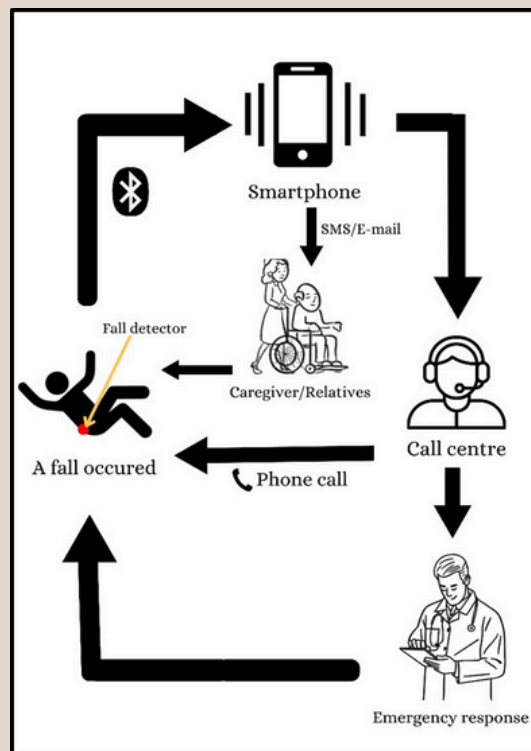 Smartphone
SMS/E-mail
Fall detector
Caregiver/Relatives
A fall occured
Call centre
Phone call
Emergency response